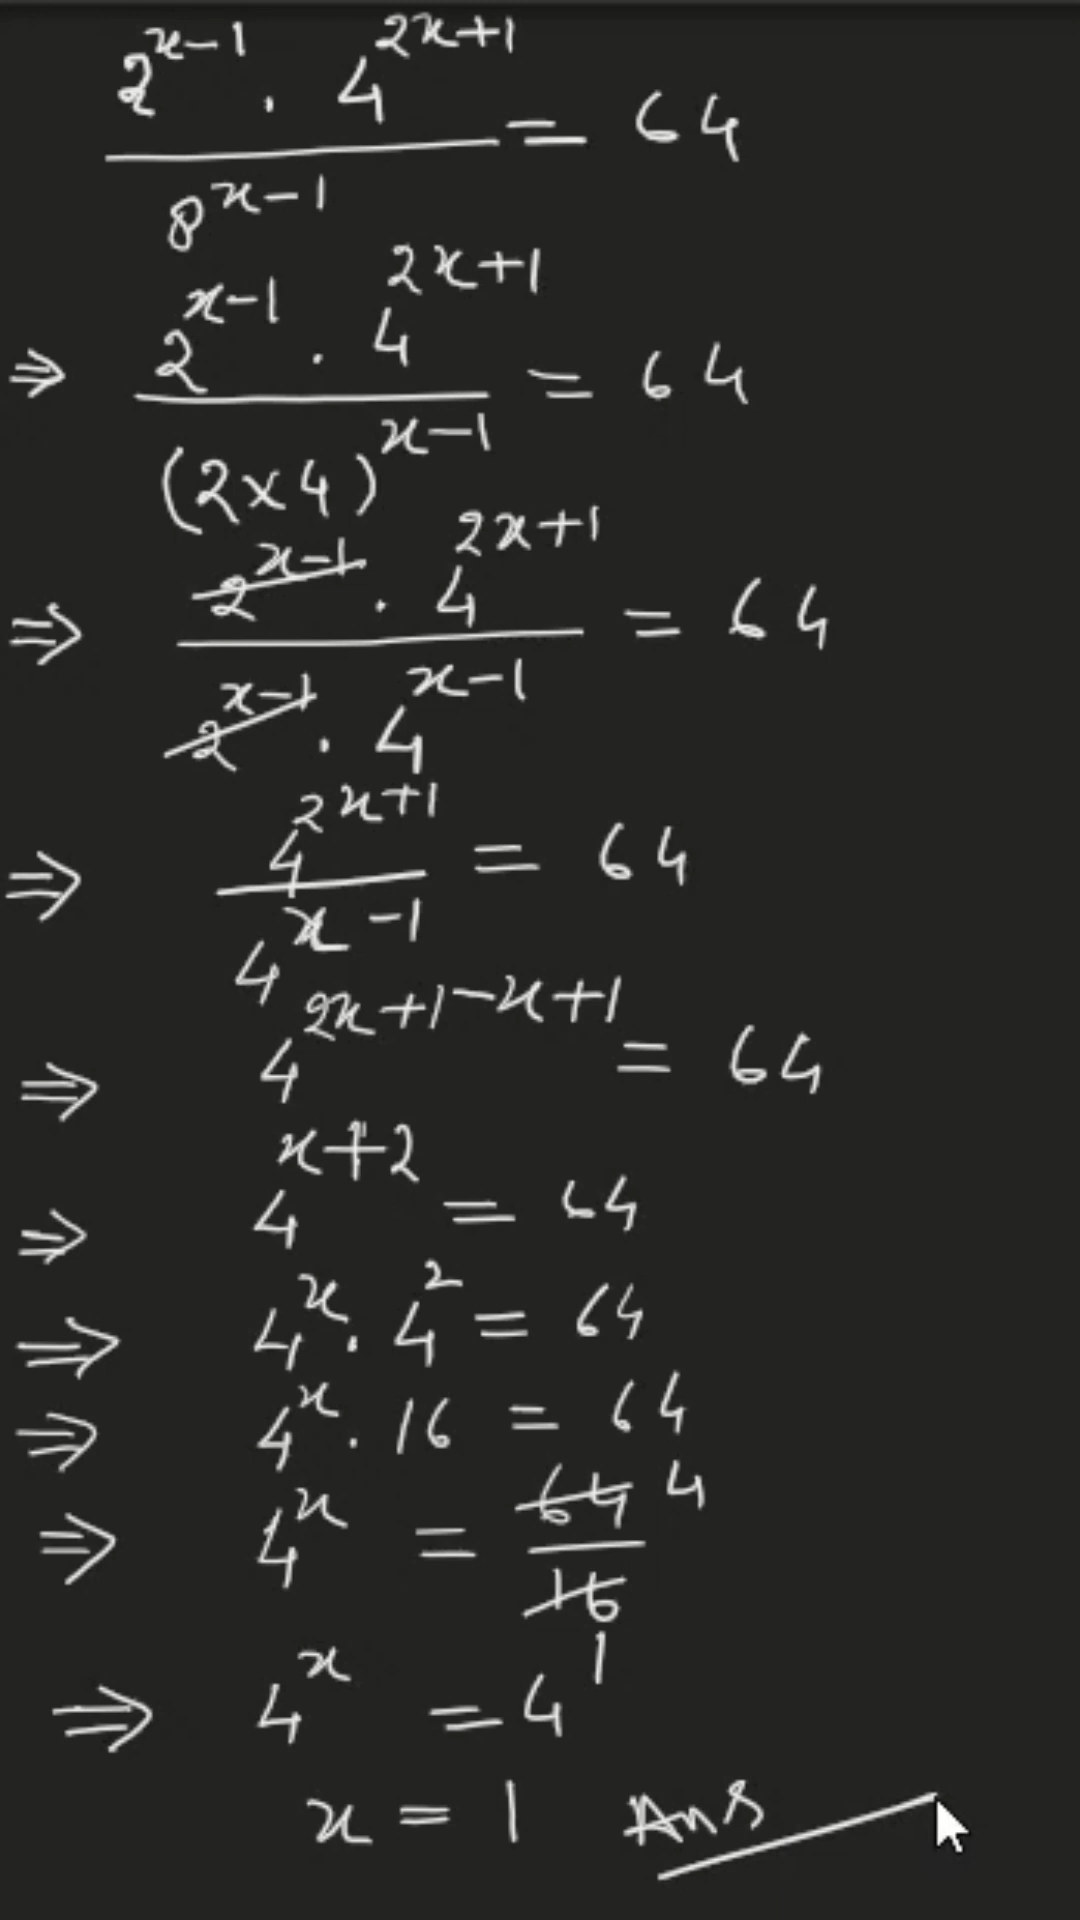 2^(x-1) . 4^(2x+1) / 8^(x-1) = 64
⇒ 2^(x-1) . 4^(2x+1) / (2×4)^(x-1) = 64
⇒ 2^(x-1) . 4^(2x+1) / 2^(x-1) . 4^(x-1) = 64
⇒ 4^(2x+1) / 4^(x-1) = 64
⇒ 4^(2x+1-x+1) = 64
⇒ 4^(x+2) = 64
⇒ 4^x . 4^2 = 64
⇒ 4^x . 16 = 64
⇒ 4^x = 64 4 / 16
⇒ 4^x = 4^1
x = 1 Ans